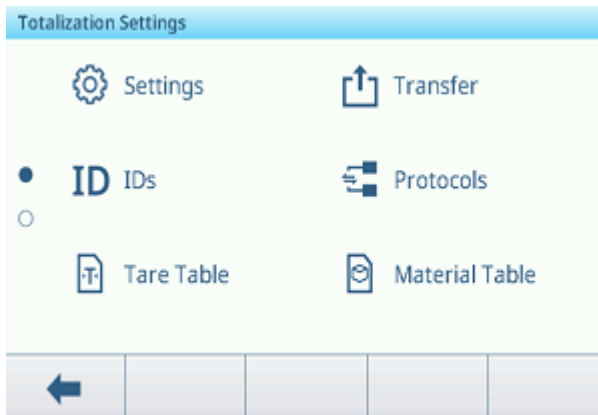 Totalization Settings
Settings
Transfer
ID IDs
Protocols
T Tare Table
Material Table